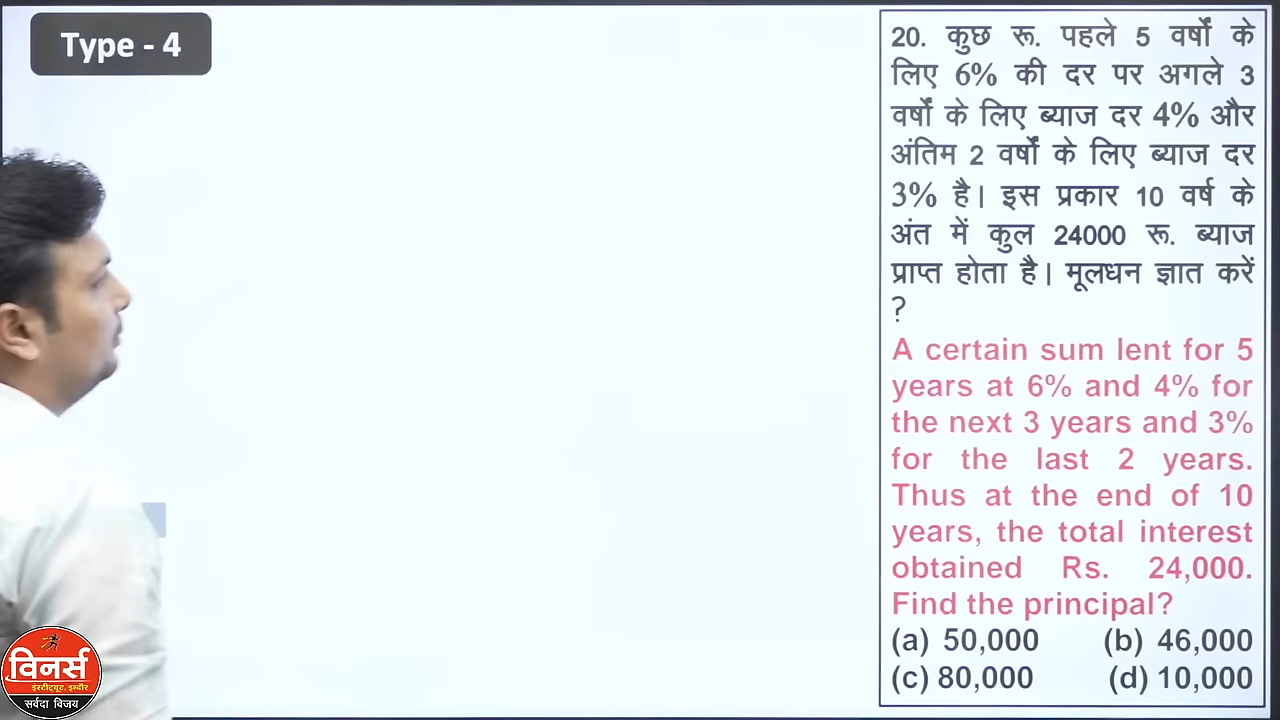 Type - 4
20. कुछ रू. पहले 5 वर्षों के
लिए 6% की दर पर अगले 3
वर्षों के लिए ब्याज दर 4% और
अंतिम 2 वर्षों के लिए ब्याज दर
3% है। इस प्रकार 10 वर्ष के
अंत में कुल 24000 रू. ब्याज
प्राप्त होता है। मूलधन ज्ञात करें
?
A certain sum lent for 5
years at 6% and 4% for
the next 3 years and 3%
for the last 2 years.
Thus at the end of 10
years, the total interest
obtained Rs. 24,000.
Find the principal?
(a) 50,000 (b) 46,000
(c) 80,000 (d) 10,000
विनर्स
इंस्टीट्यूट, इन्दौर
सर्वदा विजय